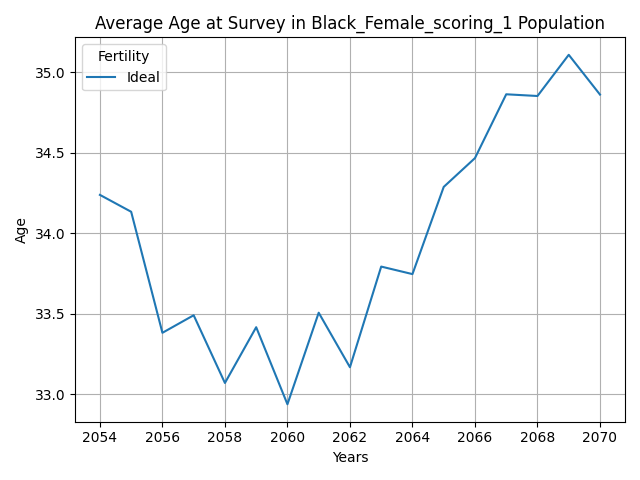 Average Age at Survey in Black_Female_scoring_1 Population
Fertility
Ideal
35.0
34.5
34.0
33.5
33.0
Age
2054 2056 2058 2060 2062 2064 2066 2068 2070
Years